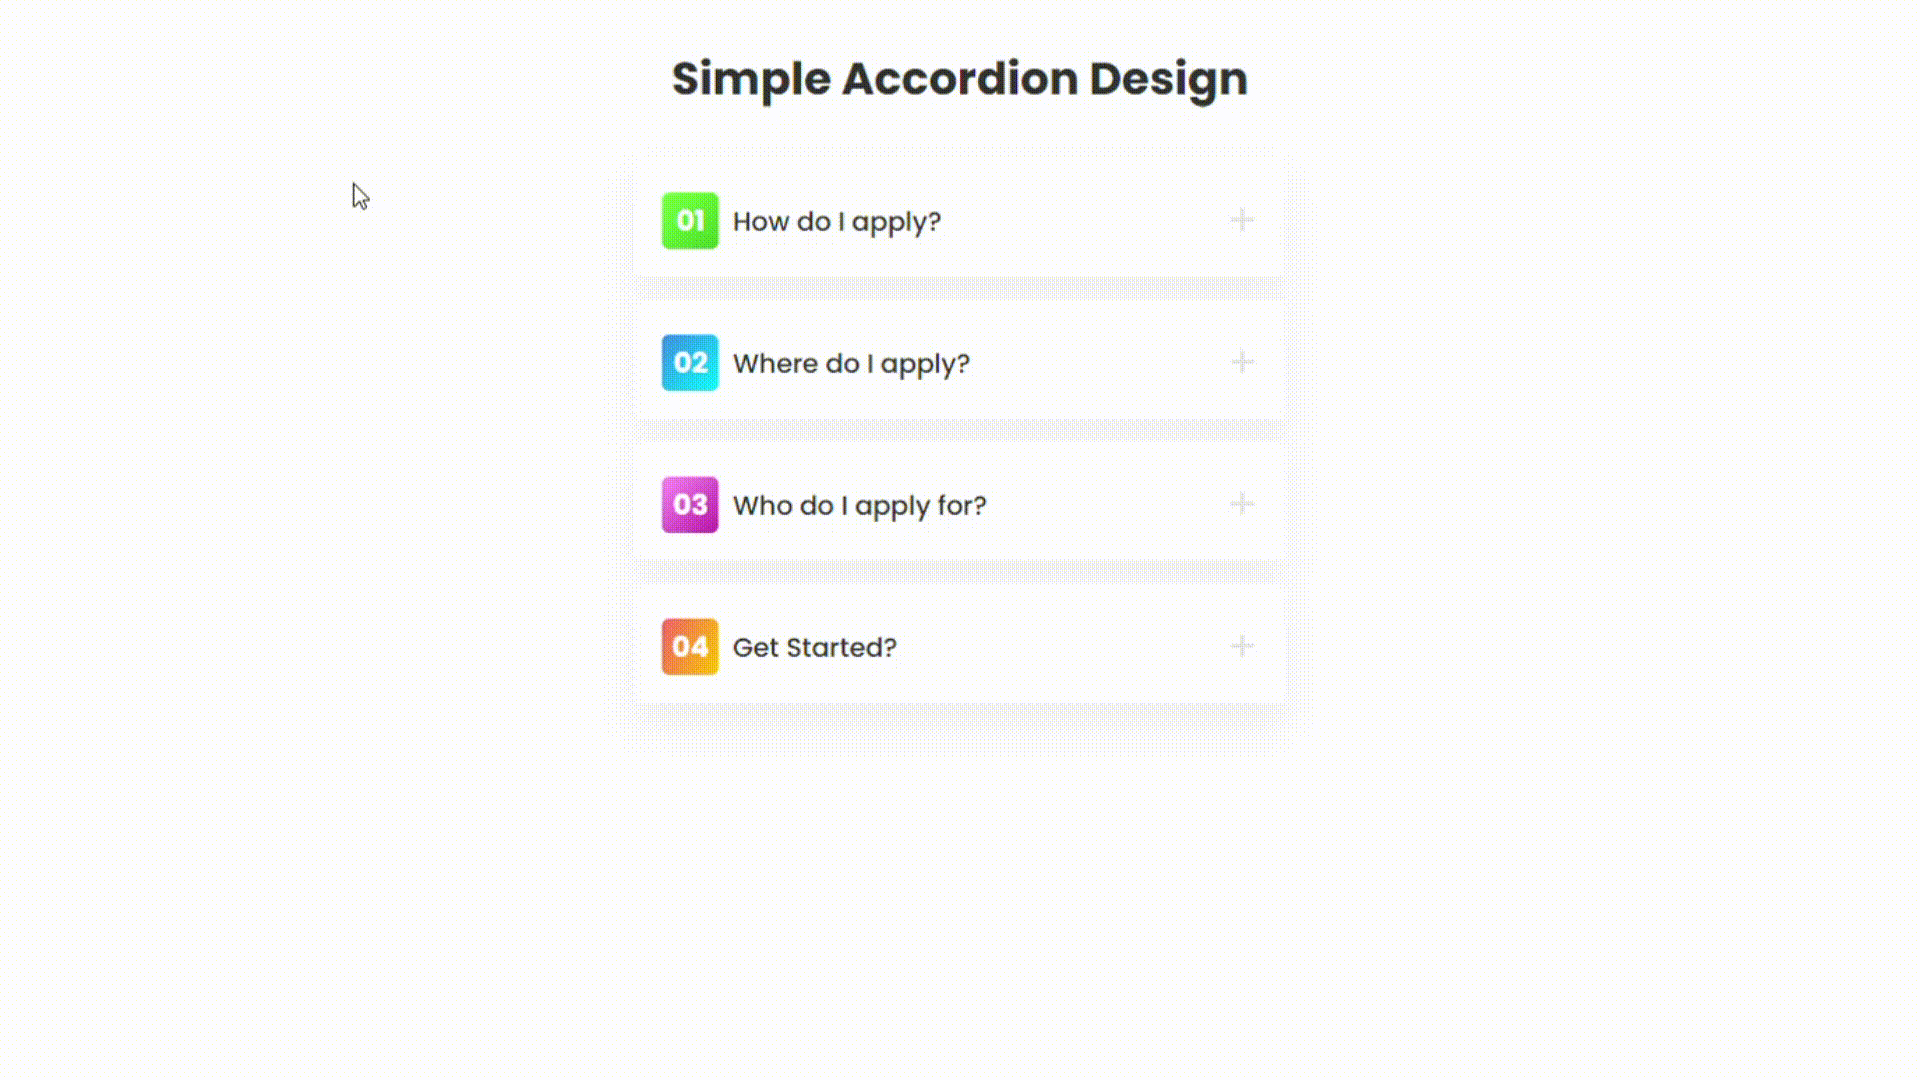 Simple Accordion Design
01 How do I apply?
02 Where do I apply?
03 Who do I apply for?
04 Get Started?